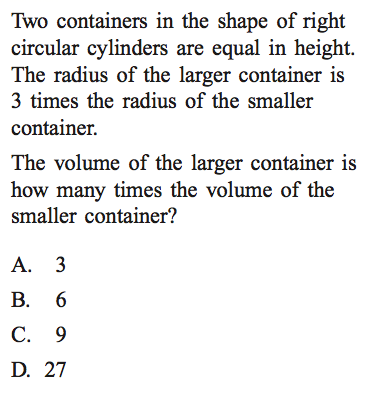 Two containers in the shape of right
circular cylinders are equal in height.
The radius of the larger container is
3 times the radius of the smaller
container.
The volume of the larger container is
how many times the volume of the
smaller container?
A. 3
B. 6
C. 9
D. 27